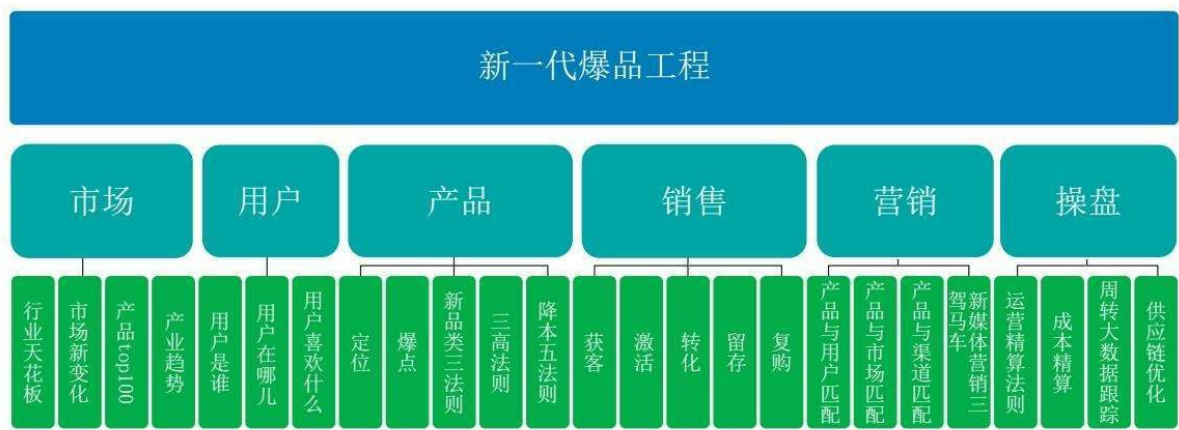 新一代爆品工程
市场
用户
产品
销售
营销
操盘
行业天花板
市场新变化
产品top100
产业趋势
用户是谁
用户在哪儿
用户喜欢什么
定位
爆点
新品类三法则
三高法则
降本五法则
获客
激活
转化
留存
复购
产品与用户匹配
产品与市场匹配
产品与渠道匹配
新媒体营销三
驾马车
运营精算法则
成本精算
周转大数据跟踪
供应链优化